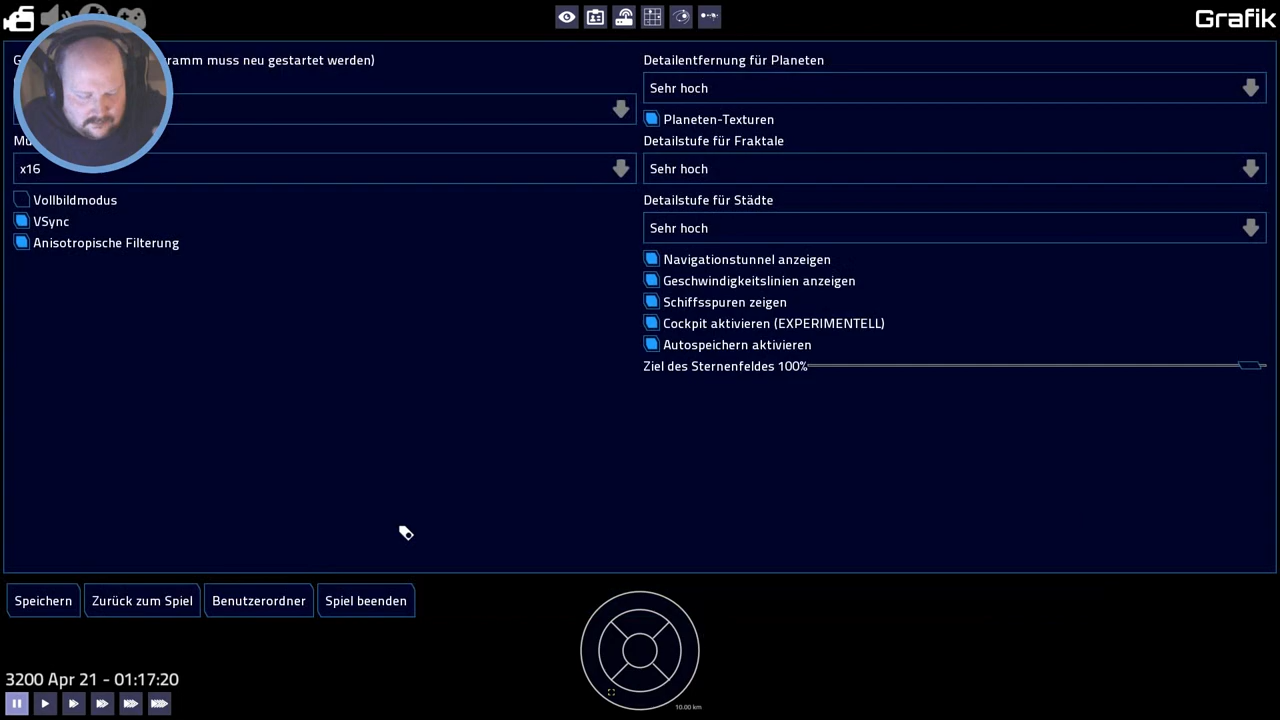 Grafik
ramm muss neu gestartet werden)
x16
Vollbildmodus
VSync
Anisotropische Filterung
Detailentfernung für Planeten
Sehr hoch
Planeten-Texturen
Detailstufe für Fraktale
Sehr hoch
Detailstufe für Städte
Sehr hoch
Navigationstunnel anzeigen
Geschwindigkeitslinien anzeigen
Schiffsspuren zeigen
Cockpit aktivieren (EXPERIMENTELL)
Autospeichern aktivieren
Ziel des Sternenfeldes 100%
Speichern
Zurück zum Spiel
Benutzerordner
Spiel beenden
3200 Apr 21 - 01:17:20
10.00 km